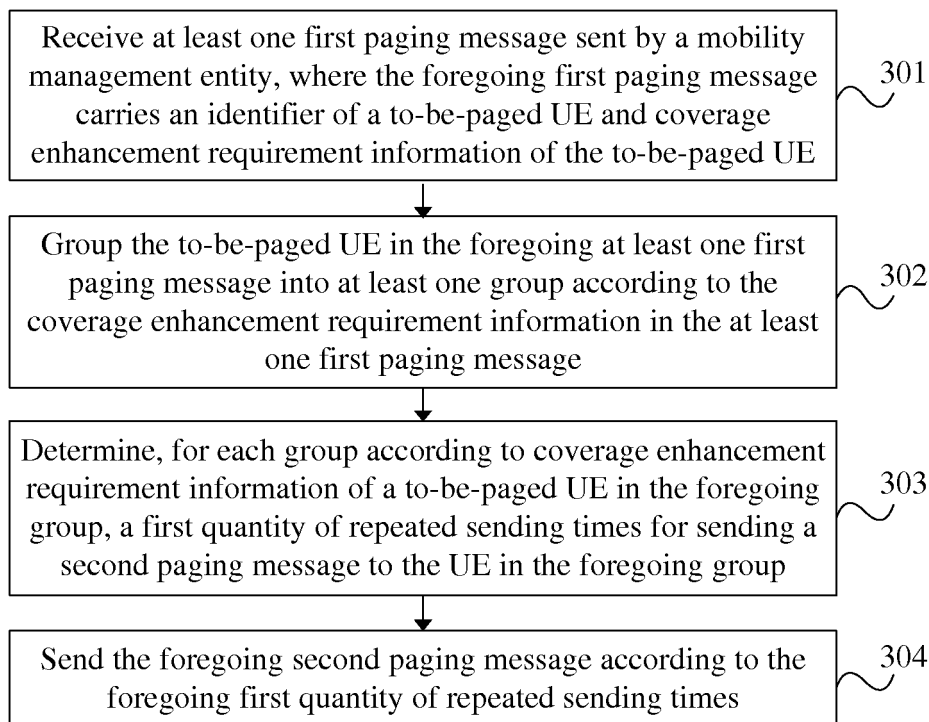 Receive at least one first paging message sent by a mobility
management entity, where the foregoing first paging message
carries an identifier of a to-be-paged UE and coverage
enhancement requirement information of the to-be-paged UE
301
Group the to-be-paged UE in the foregoing at least one first
paging message into at least one group according to the
coverage enhancement requirement information in the at least
one first paging message
302
Determine, for each group according to coverage enhancement
requirement information of a to-be-paged UE in the foregoing
group, a first quantity of repeated sending times for sending a
second paging message to the UE in the foregoing group
303
Send the foregoing second paging message according to the
foregoing first quantity of repeated sending times
304